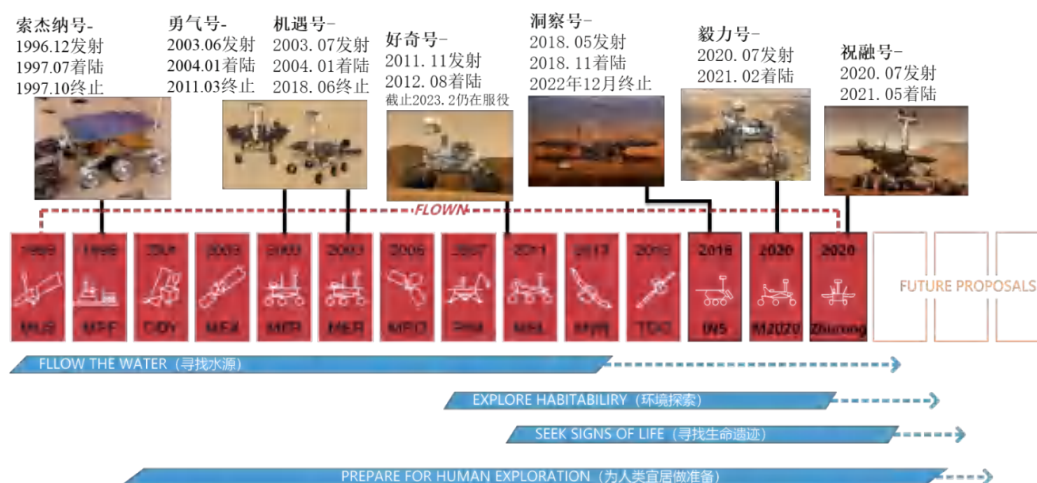 索杰纳号-
1996.12发射
1997.07着陆
1997.10终止
勇气号-
2003.06发射
2004.01着陆
2011.03终止
机遇号-
2003.07发射
2004.01着陆
2018.06终止
好奇号-
2011.11发射
2012.08着陆
截止2023.2仍在服役
洞察号-
2018.05发射
2018.11着陆
2022年12月终止
毅力号-
2020.07发射
2021.02着陆
祝融号-
2020.07发射
2021.05着陆
FLOWN
2020
2020
MER
M2020
Zhurong
FUTURE PROPOSALS
FLLOW THE WATER（寻找水源）
EXPLORE HABITABILIRY（环境探索）
SEEK SIGNS OF LIFE（寻找生命遗迹）
PREPARE FOR HUMAN EXPLORATION（为人类宜居做准备）